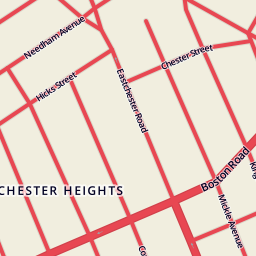 Needham Avenue
Chester Street
Hicks Street
Eastchester Road
Boston Road
CHESTER HEIGHTS
Mickle Avenue